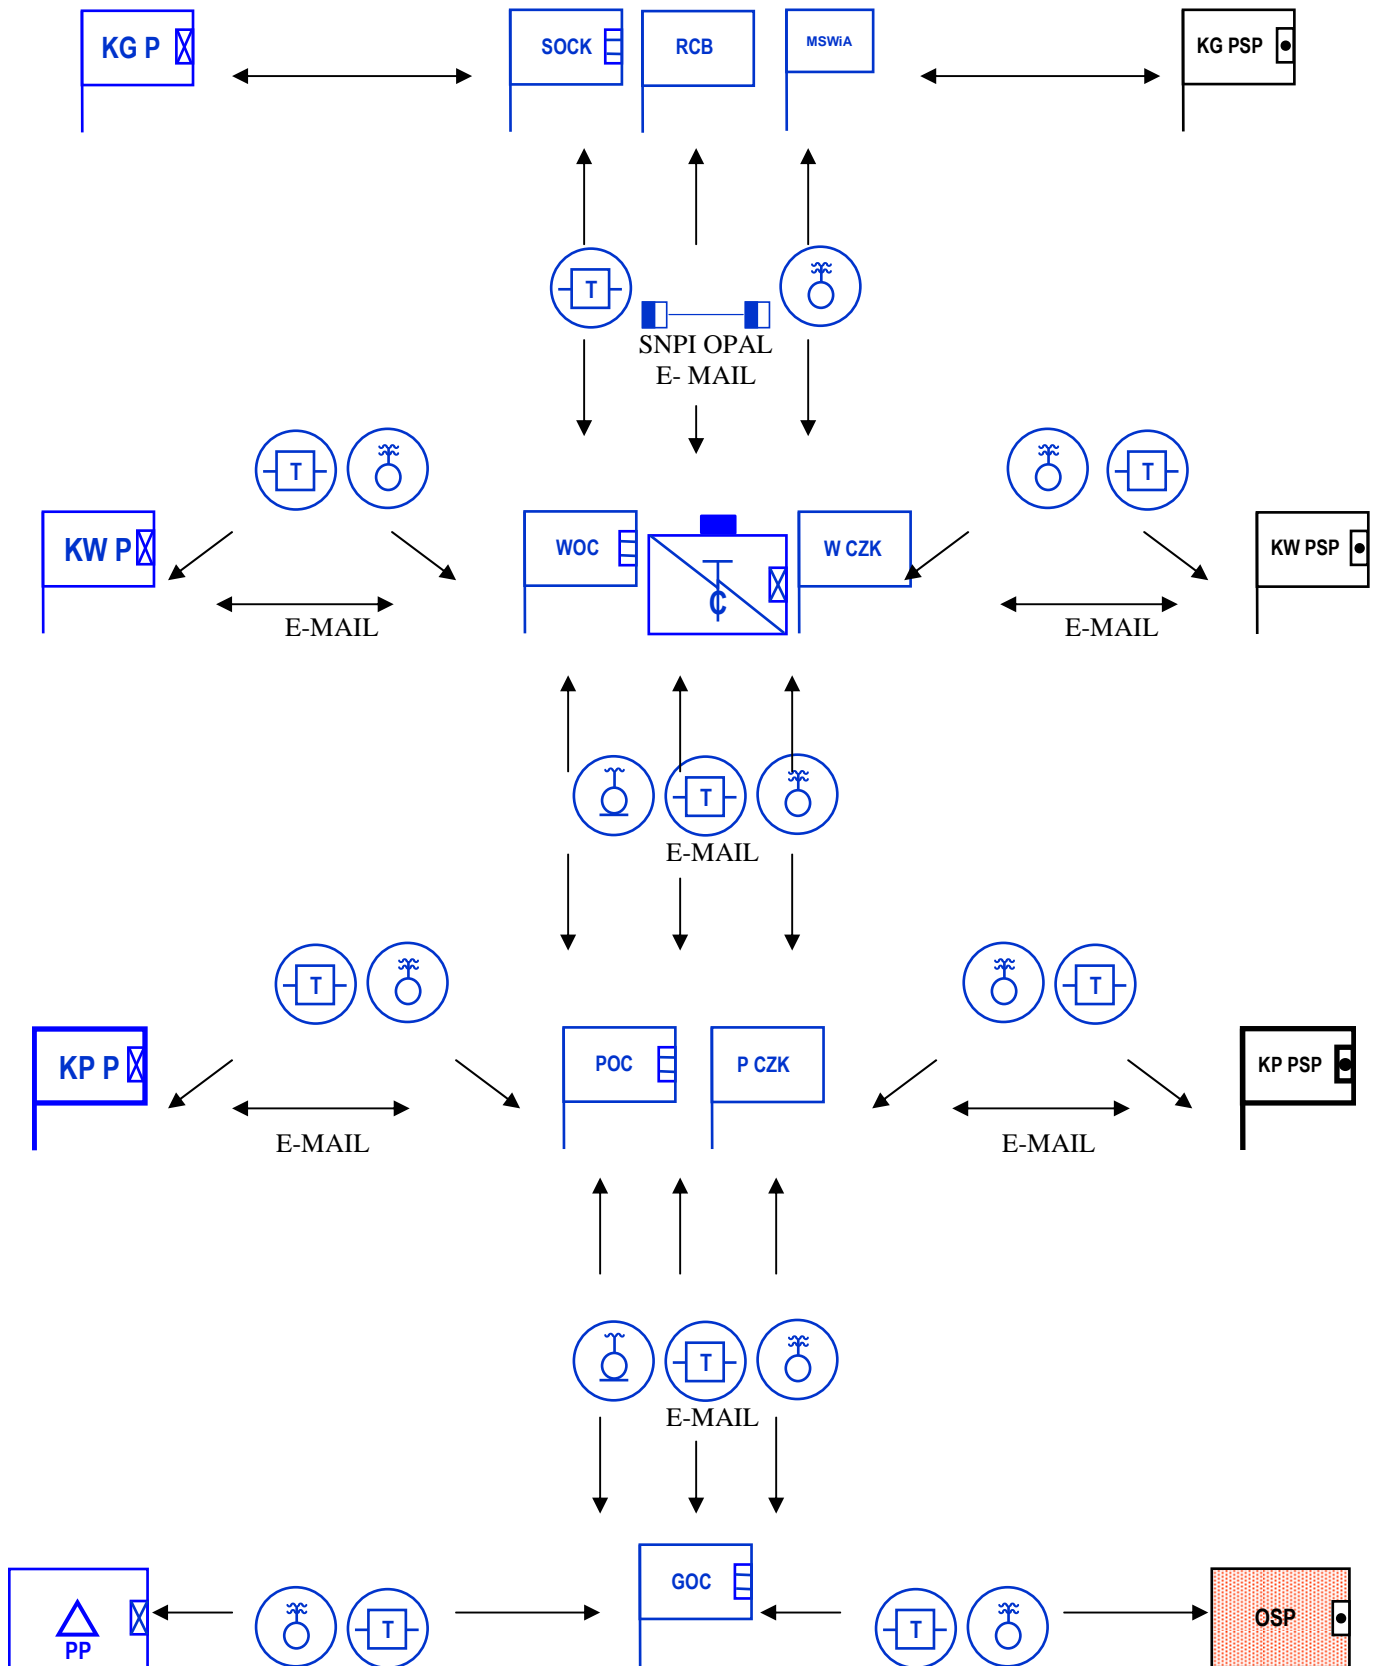 KG P
SOCK
RCB
MSWiA
KG PSP
T
SNPI OPAL
E- MAIL
T
T
KW P
WOC
T
C
W CZK
KW PSP
E-MAIL
E-MAIL
T
E-MAIL
T
T
KP P
POC
P CZK
KP PSP
E-MAIL
E-MAIL
T
E-MAIL
GOC
PP
T
T
OSP